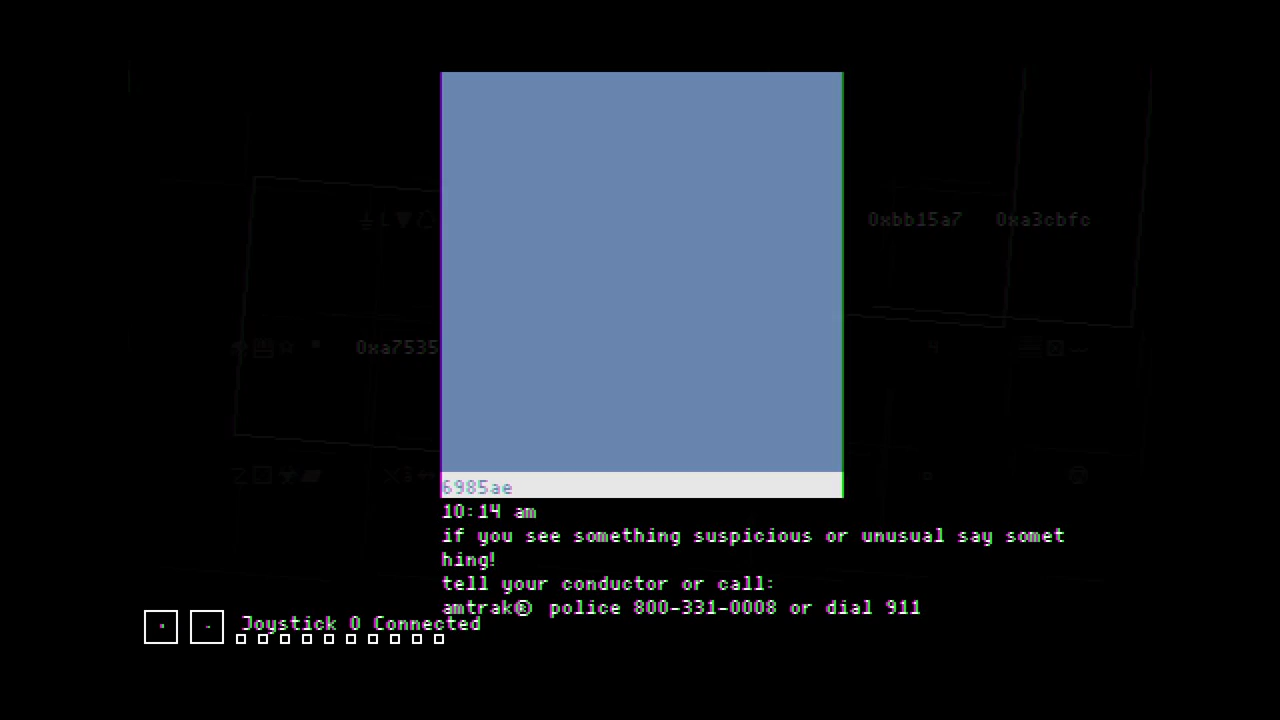 0xbb15a7 0xa3cbfc
0xa7535
6985ae
10:14 am
if you see something suspicious or unusual say somet
hing!
tell your conductor or call:
amtrak® police 800-331-0008 or dial 911
Joystick 0 Connected